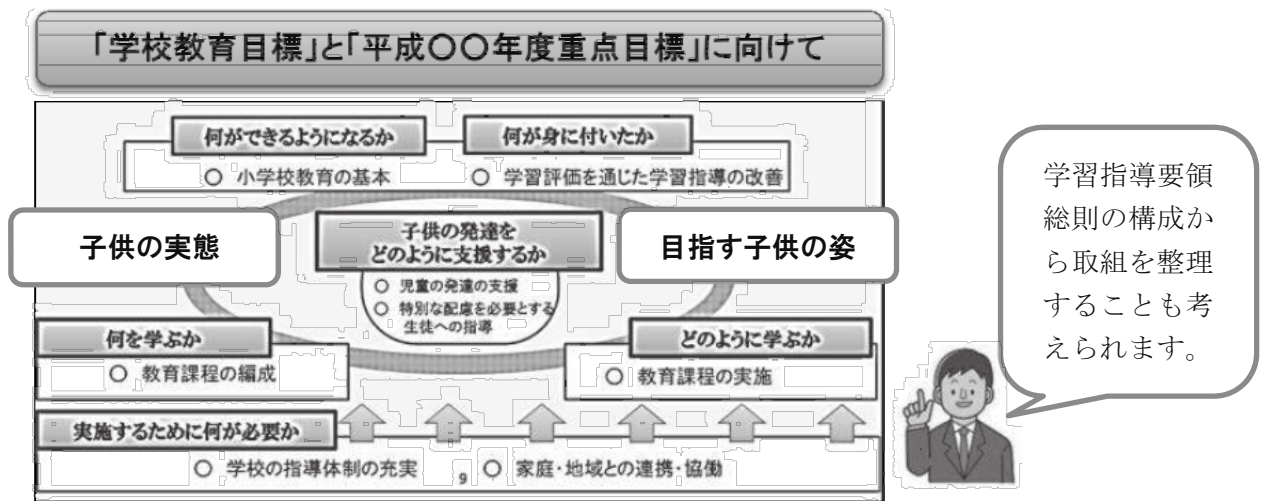 「学校教育目標」と「平成〇〇年度重点目標」に向けて
何ができるようになるか
○ 小学校教育の基本
何が身に付いたか
○ 学習評価を通じた学習指導の改善
子供の実態
子供の発達を
どのように支援するか
○ 児童の発達の支援
○ 特別な配慮を必要とする
生徒への指導
目指す子供の姿
何を学ぶか
○ 教育課程の編成
どのように学ぶか
○ 教育課程の実施
実施するために何が必要か
○ 学校の指導体制の充実
9
○ 家庭・地域との連携・協働
学習指導要領
総則の構成か
ら取組を整理
することも考
えられます。